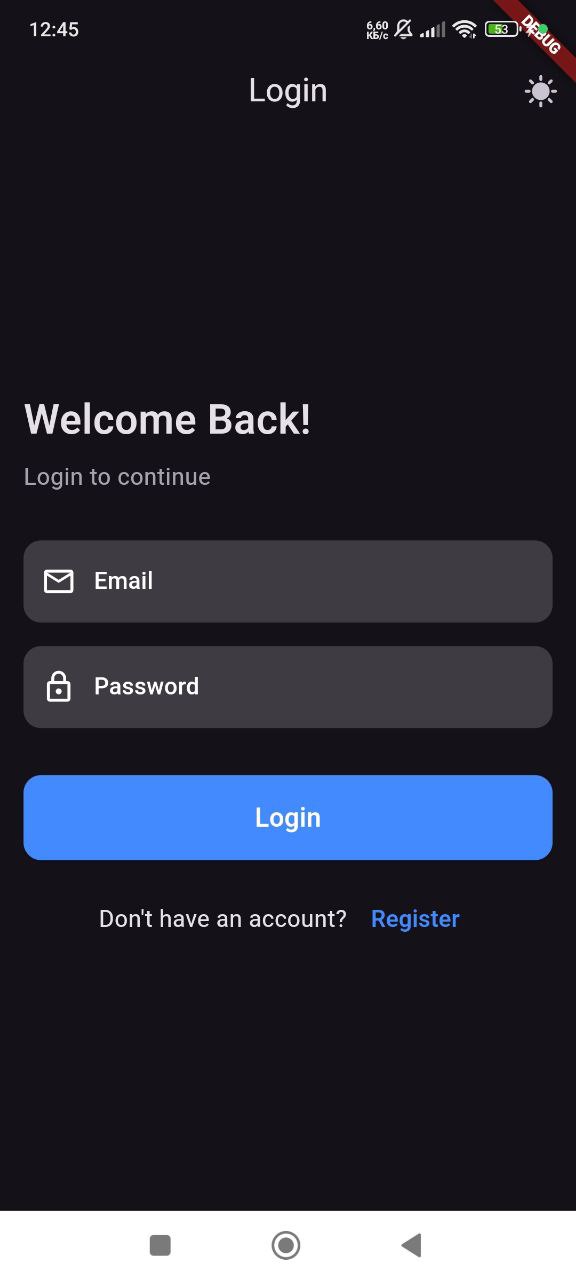 12:45
6,60
КБ/с
53
DEBUG
Login
Welcome Back!
Login to continue
Email
Password
Login
Don't have an account? Register